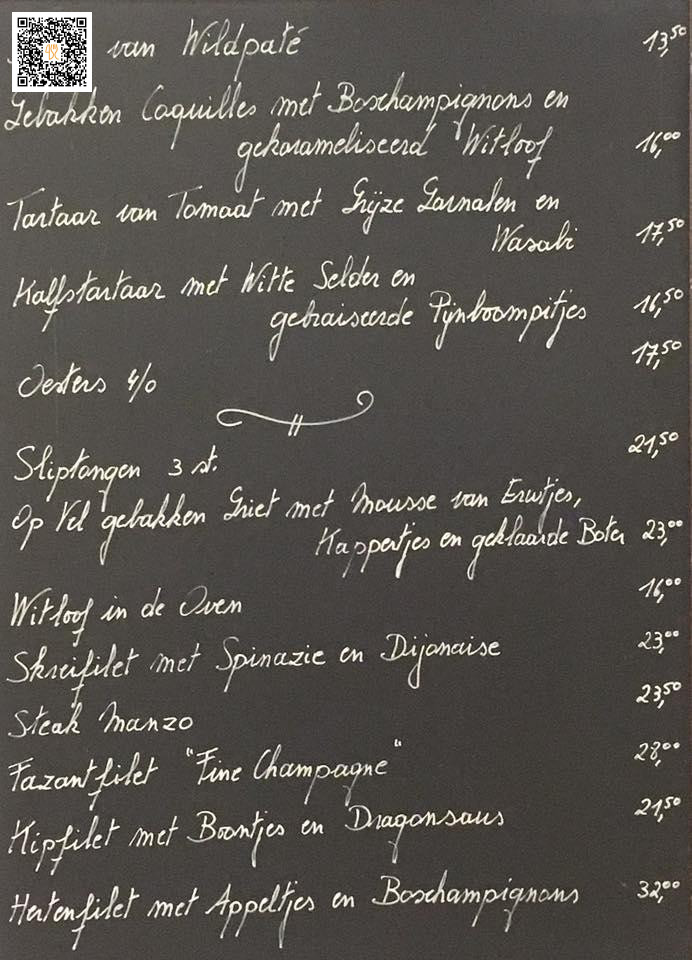 van Wildpaté 13,50
Gebakken Coquilles met Boschampignons en
gekarameliseerd Witloof 16,00
Tartaar van Tomaat met Grijze Garnalen en
Wasabi 17,50
Kalfstartaar met Witte Selder en
gebraiseerde Pijnboompitjes 16,50
Oesters 4/0 17,50
Sliptongen 3 st. 21,50
Op Vel gebakken Griet met Mousse van Erwtjes,
Kappertjes en geklaarde Boter 23,00
Witloof in de Oven 16,00
Skreifilet met Spinazie en Dijonaise 23,00
Steak Manzo 23,50
Fazantfilet "Fine Champagne" 28,00
Kipfilet met Boontjes en Dragonsaus 21,50
Hertenfilet met Appeltjes en Boschampignons 32,00